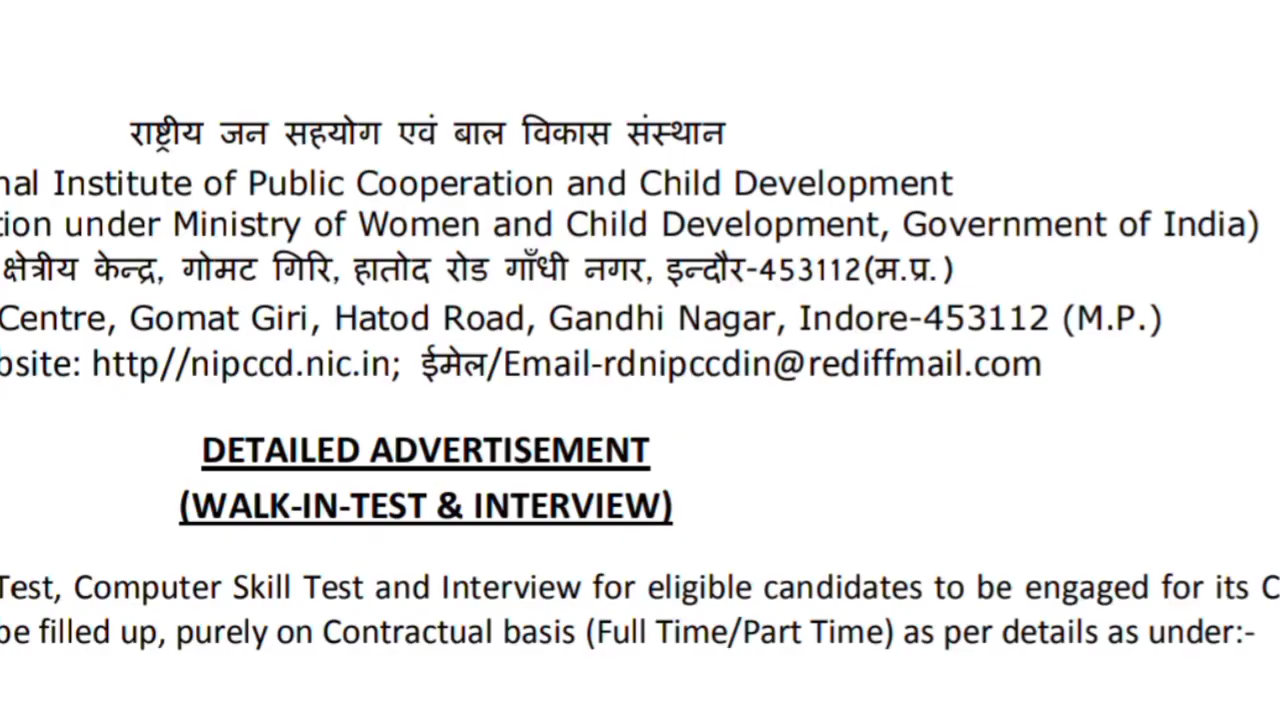 राष्ट्रीय जन सहयोग एवं बाल विकास संस्थान
Institute of Public Cooperation and Child Development
under Ministry of Women and Child Development, Government of India)
क्षेत्रीय केन्द्र, गोमट गिरि, हातोद रोड गाँधी नगर, इन्दौर-453112(म.प्र.)
Centre, Gomat Giri, Hatod Road, Gandhi Nagar, Indore-453112 (M.P.)
http//nipccd.nic.in; ईमेल/Email-rdnipccdin@rediffmail.com
DETAILED ADVERTISEMENT
(WALK-IN-TEST & INTERVIEW)
Test, Computer Skill Test and Interview for eligible candidates to be engaged for its
be filled up, purely on Contractual basis (Full Time/Part Time) as per details as under:-